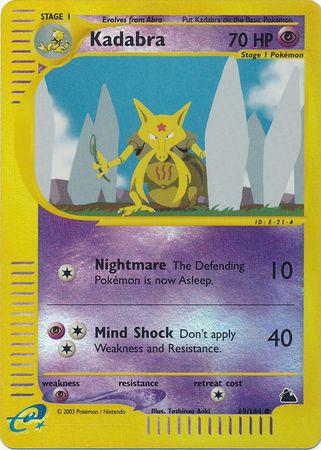 STAGE 1
Evolves from Abra
Put Kadabra on the Basic Pokémon.
Kadabra
70 HP
Stage 1 Pokémon
ID: E-21-#
Nightmare The Defending
Pokémon is now Asleep.
10
Mind Shock Don't apply
Weakness and Resistance.
40
weakness
resistance
retreat cost
e
© 2003 Pokémon / Nintendo
Illus. Toshinao Aoki
69/144